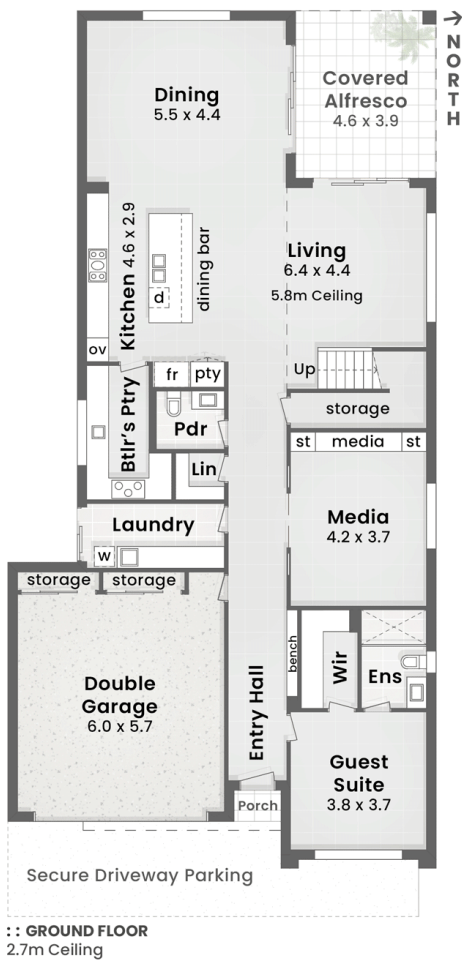 NORTH
Dining
5.5 x 4.4
Covered
Alfresco
4.6 x 3.9
Kitchen 4.6 x 2.9
dining bar
d
Living
6.4 x 4.4
5.8m Ceiling
ov
fr
pty
Up
Btlr's Ptry
Pdr
storage
Lin
st
media
st
Laundry
w
Media
4.2 x 3.7
storage
storage
bench
Wir
Ens
Double
Garage
6.0 x 5.7
Entry Hall
Guest
Suite
3.8 x 3.7
Porch
Secure Driveway Parking
:: GROUND FLOOR
2.7m Ceiling